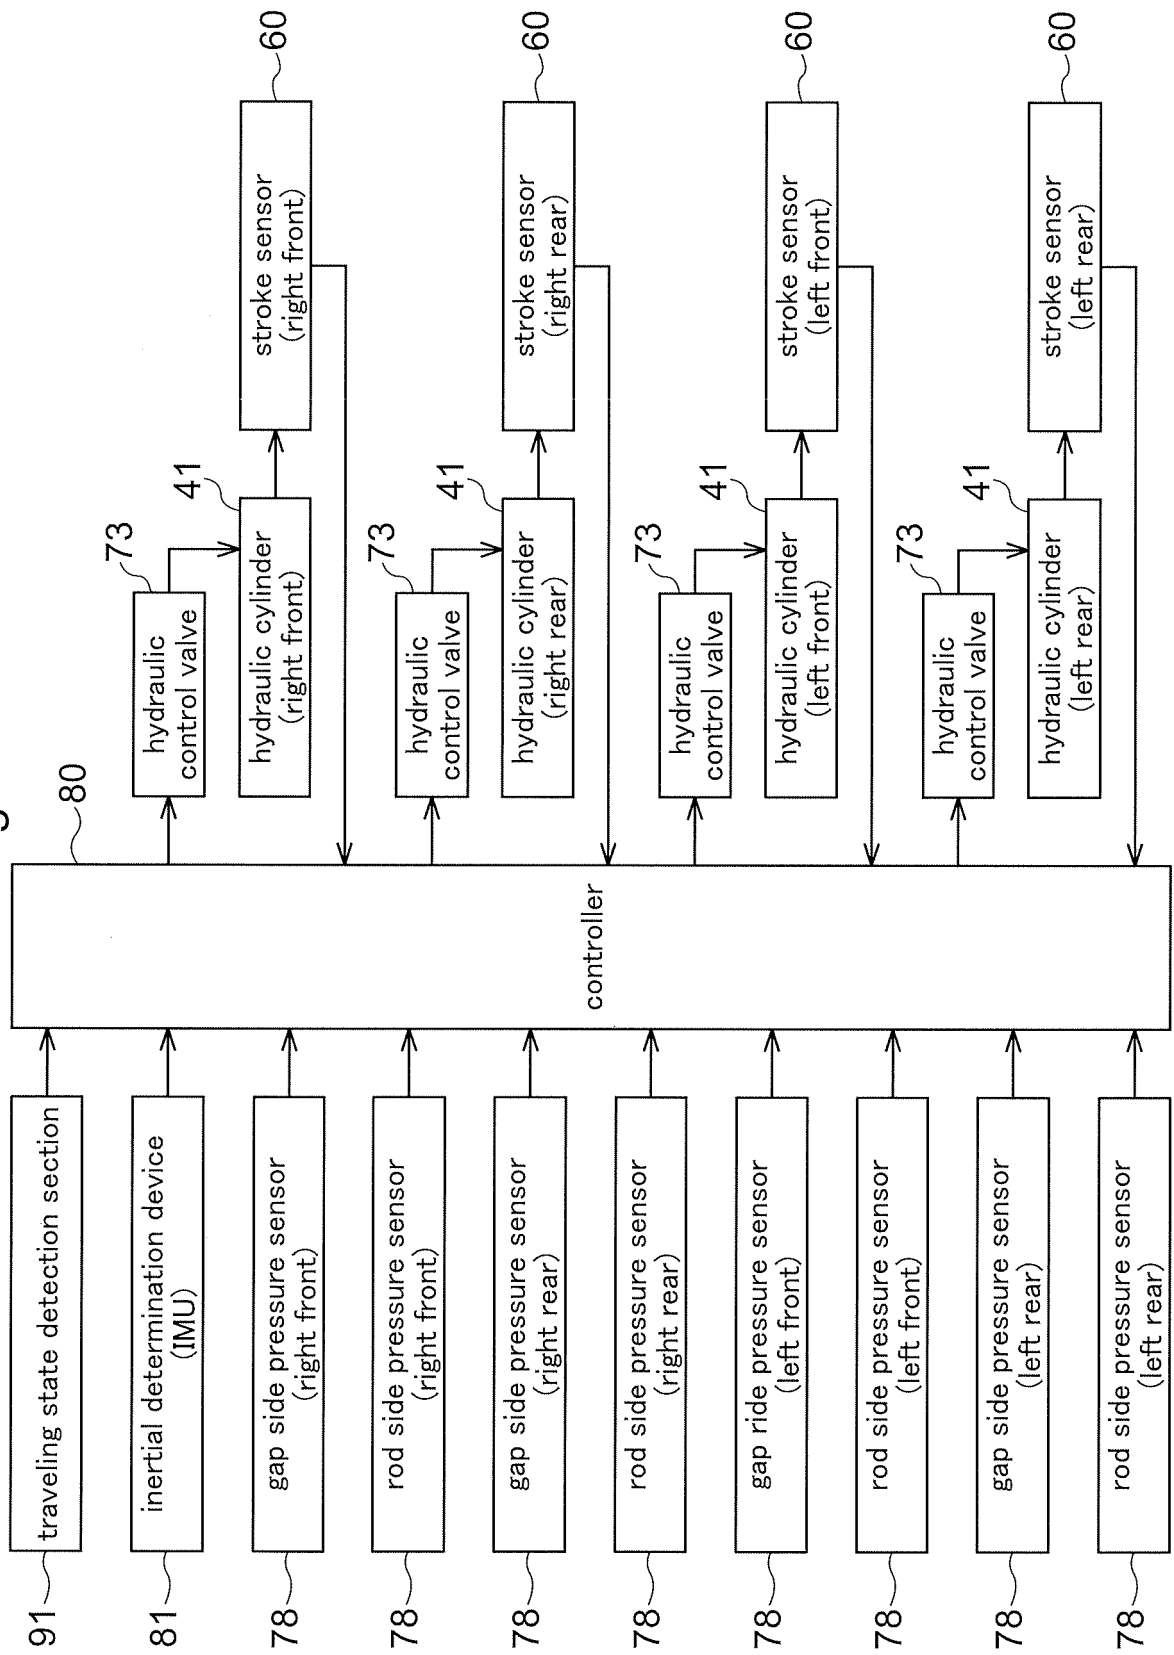 91
traveling state detection section
81
inertial determination device
(IMU)
78
gap side pressure sensor
(right front)
78
rod side pressure sensor
(right front)
78
gap side pressure sensor
(right rear)
78
rod side pressure sensor
(right rear)
78
gap ride pressure sensor
(left front)
78
rod side pressure sensor
(left front)
78
gap side pressure sensor
(left rear)
78
rod side pressure sensor
(left rear)
80
controller
73
hydraulic
control valve
41
hydraulic cylinder
(right front)
60
stroke sensor
(right front)
73
hydraulic
control valve
41
hydraulic cylinder
(right rear)
60
stroke sensor
(right rear)
73
hydraulic
control valve
41
hydraulic cylinder
(left front)
60
stroke sensor
(left front)
73
hydraulic
control valve
41
hydraulic cylinder
(left rear)
60
stroke sensor
(left rear)